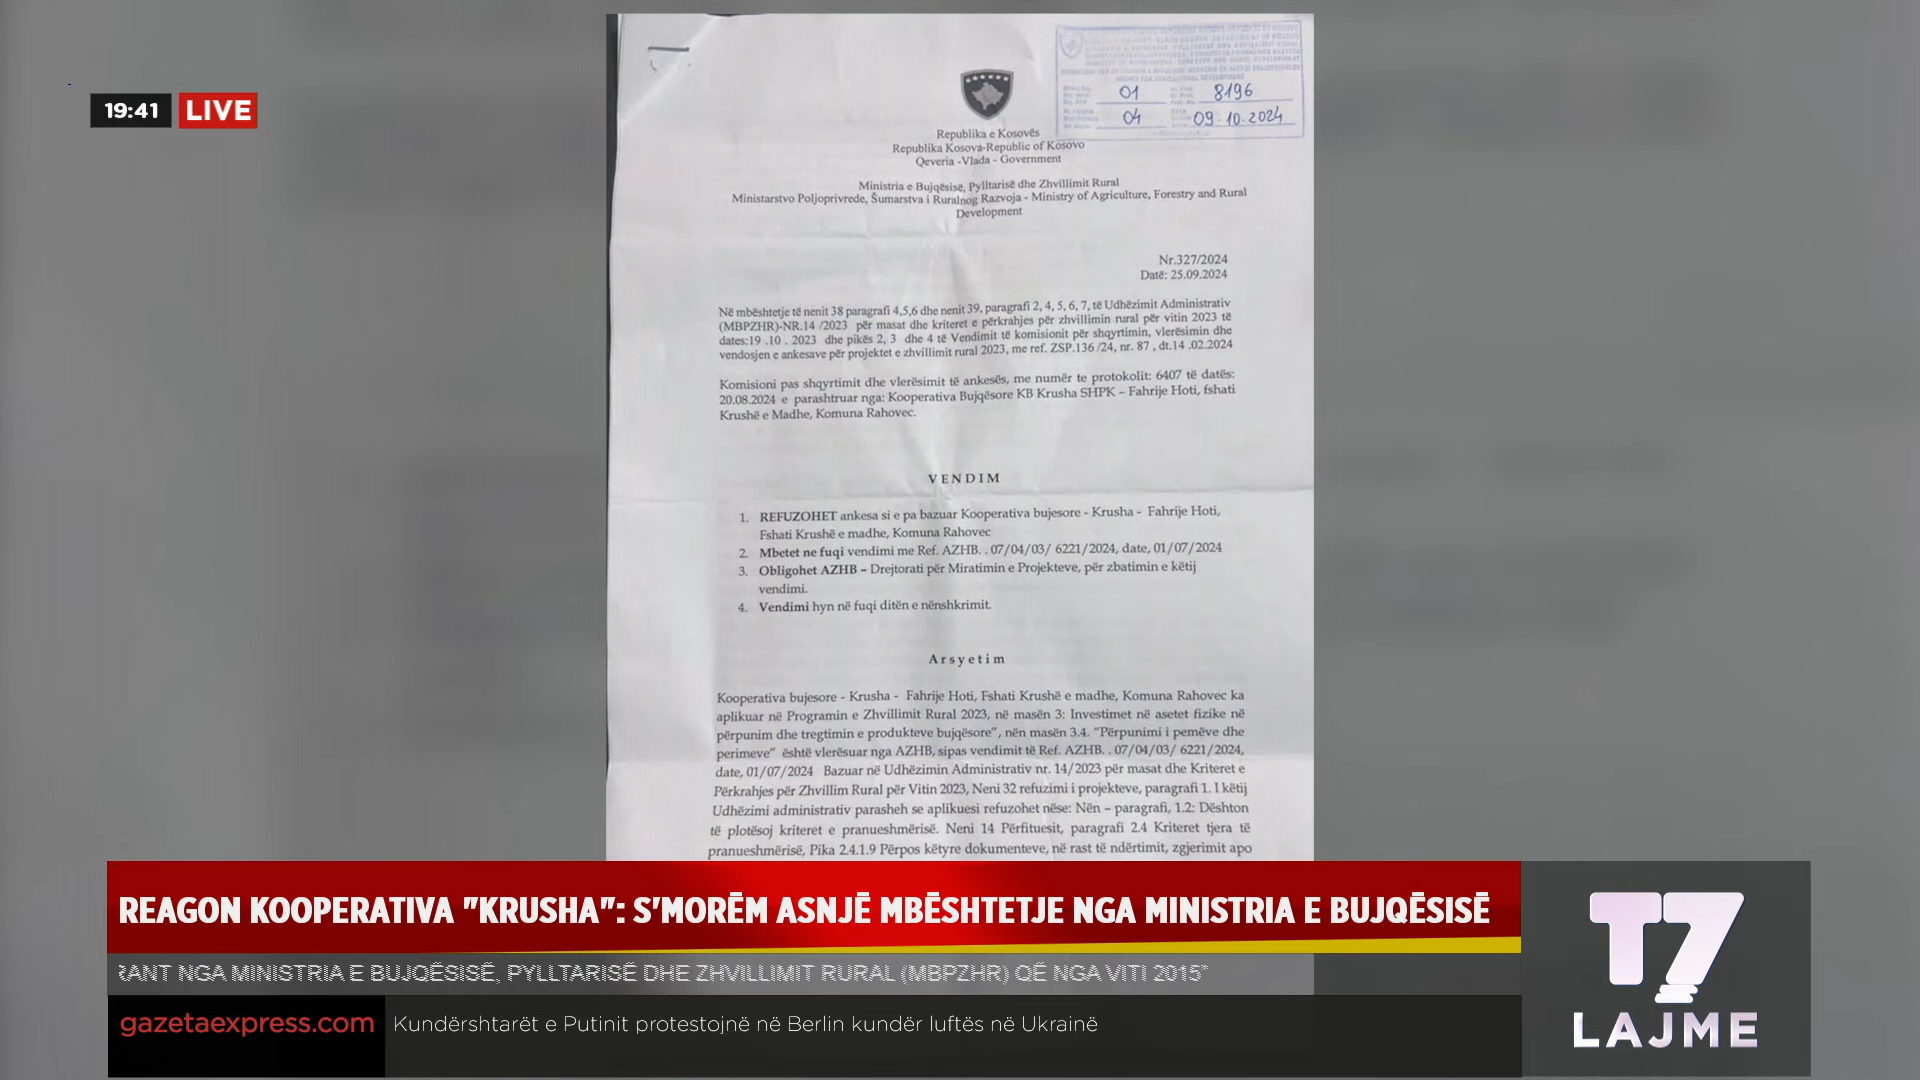 19:41 LIVE
01 8196
04 09.10.2024
Republika e Kosovës
Republika Kosova-Republic of Kosovo
Qeveria -Vlada - Government
Ministria e Bujqësisë, Pylltarisë dhe Zhvillimit Rural
Ministarstvo Poljoprivrede, Šumarstva i Ruralnog Razvoja - Ministry of Agriculture, Forestry and Rural
Development
Nr.327/2024
Datë: 25.09.2024
Në mbështetje të nenit 38 paragrafi 4,5,6 dhe nenit 39, paragrafi 2, 4, 5, 6, 7, të Udhëzimit Administrativ
(MBPZHR)-NR.14 /2023 për masat dhe kriteret e përkrahjes për zhvillimin rural për vitin 2023 të
dates:19 .10 . 2023 dhe pikës 2, 3 dhe 4 të Vendimit të komisionit për shqyrtimin, vlerësimin dhe
vendosjen e ankesave për projektet e zhvillimit rural 2023, me ref. ZSP.136 /24, nr. 87 , dt.14 .02.2024
Komisioni pas shqyrtimit dhe vlerësimit të ankesës, me numër te protokolit: 6407 të datës:
20.08.2024 e parashtruar nga: Kooperativa Bujqësore KB Krusha SHPK – Fahrije Hoti, fshati
Krushë e Madhe, Komuna Rahovec.
VENDIM
1. REFUZOHET ankesa si e pa bazuar Kooperativa bujesore - Krusha - Fahrije Hoti,
Fshati Krushë e madhe, Komuna Rahovec
2. Mbetet ne fuqi vendimi me Ref. AZHB. . 07/04/03/ 6221/2024, date, 01/07/2024
3. Obligohet AZHB – Drejtorati për Miratimin e Projekteve, për zbatimin e këtij
vendimi.
4. Vendimi hyn në fuqi ditën e nënshkrimit.
Arsyetim
Kooperativa bujesore - Krusha - Fahrije Hoti, Fshati Krushë e madhe, Komuna Rahovec ka
aplikuar në Programin e Zhvillimit Rural 2023, në masën 3: Investimet në asetet fizike në
përpunim dhe tregtimin e produkteve bujqësore", nën masën 3.4. "Përpunimi i pemëve dhe
perimeve" është vlerësuar nga AZHB, sipas vendimit të Ref. AZHB. . 07/04/03/ 6221/2024,
date, 01/07/2024 Bazuar në Udhëzimin Administrativ nr. 14/2023 për masat dhe Kriteret e
Përkrahjes për Zhvillim Rural për Vitin 2023, Neni 32 refuzimi i projekteve, paragrafi 1. I këtij
Udhëzimi administrativ parasheh se aplikuesi refuzohet nëse: Nën – paragrafi, 1.2: Dështon
të plotësoj kriteret e pranueshmërisë. Neni 14 Përfituesit, paragrafi 2.4 Kriteret tjera të
pranueshmërisë, Pika 2.4.1.9 Përpos këtyre dokumenteve, në rast të ndërtimit, zgjerimit apo
REAGON KOOPERATIVA "KRUSHA": S'MORËM ASNJË MBËSHTETJE NGA MINISTRIA E BUJQËSISË
RANT NGA MINISTRIA E BUJQËSISË, PYLLTARISË DHE ZHVILLIMIT RURAL (MBPZHR) QË NGA VITI 2015"
gazetaexpress.com Kundërshtarët e Putinit protestojnë në Berlin kundër luftës në Ukrainë
T7
LAJME